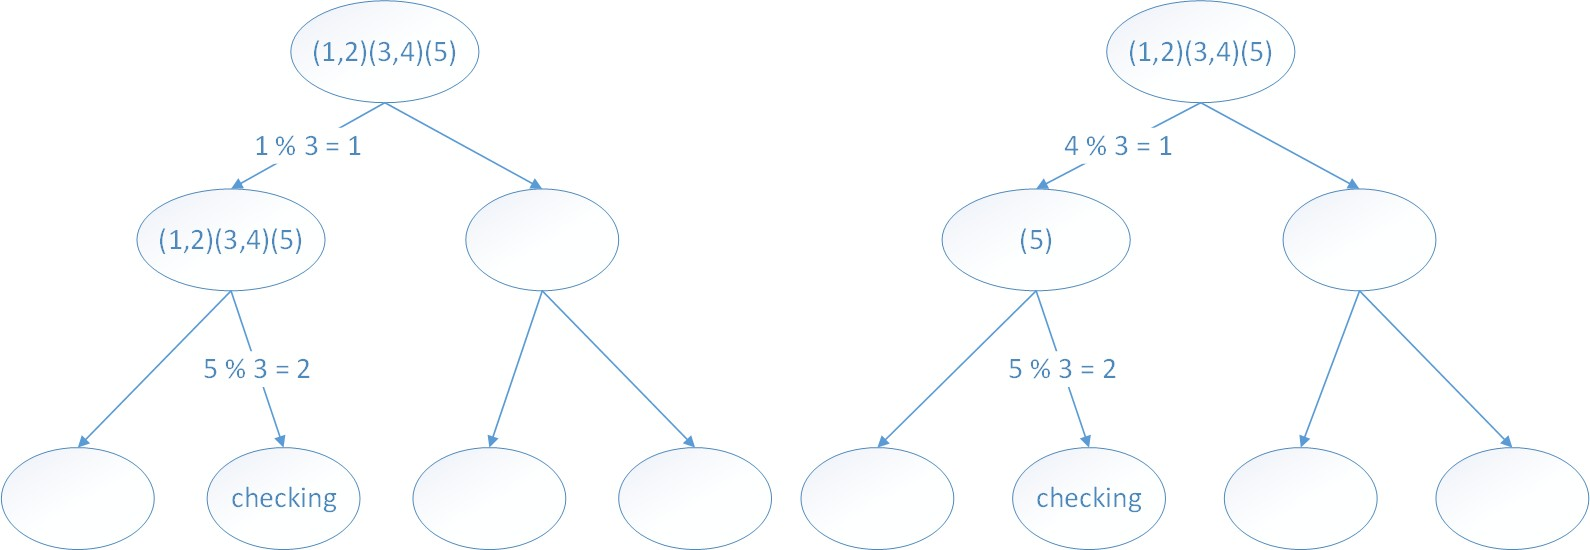 (1,2)(3,4)(5)
1 % 3 = 1
(1,2)(3,4)(5)
5 % 3 = 2
checking
(1,2)(3,4)(5)
4 % 3 = 1
(5)
5 % 3 = 2
checking